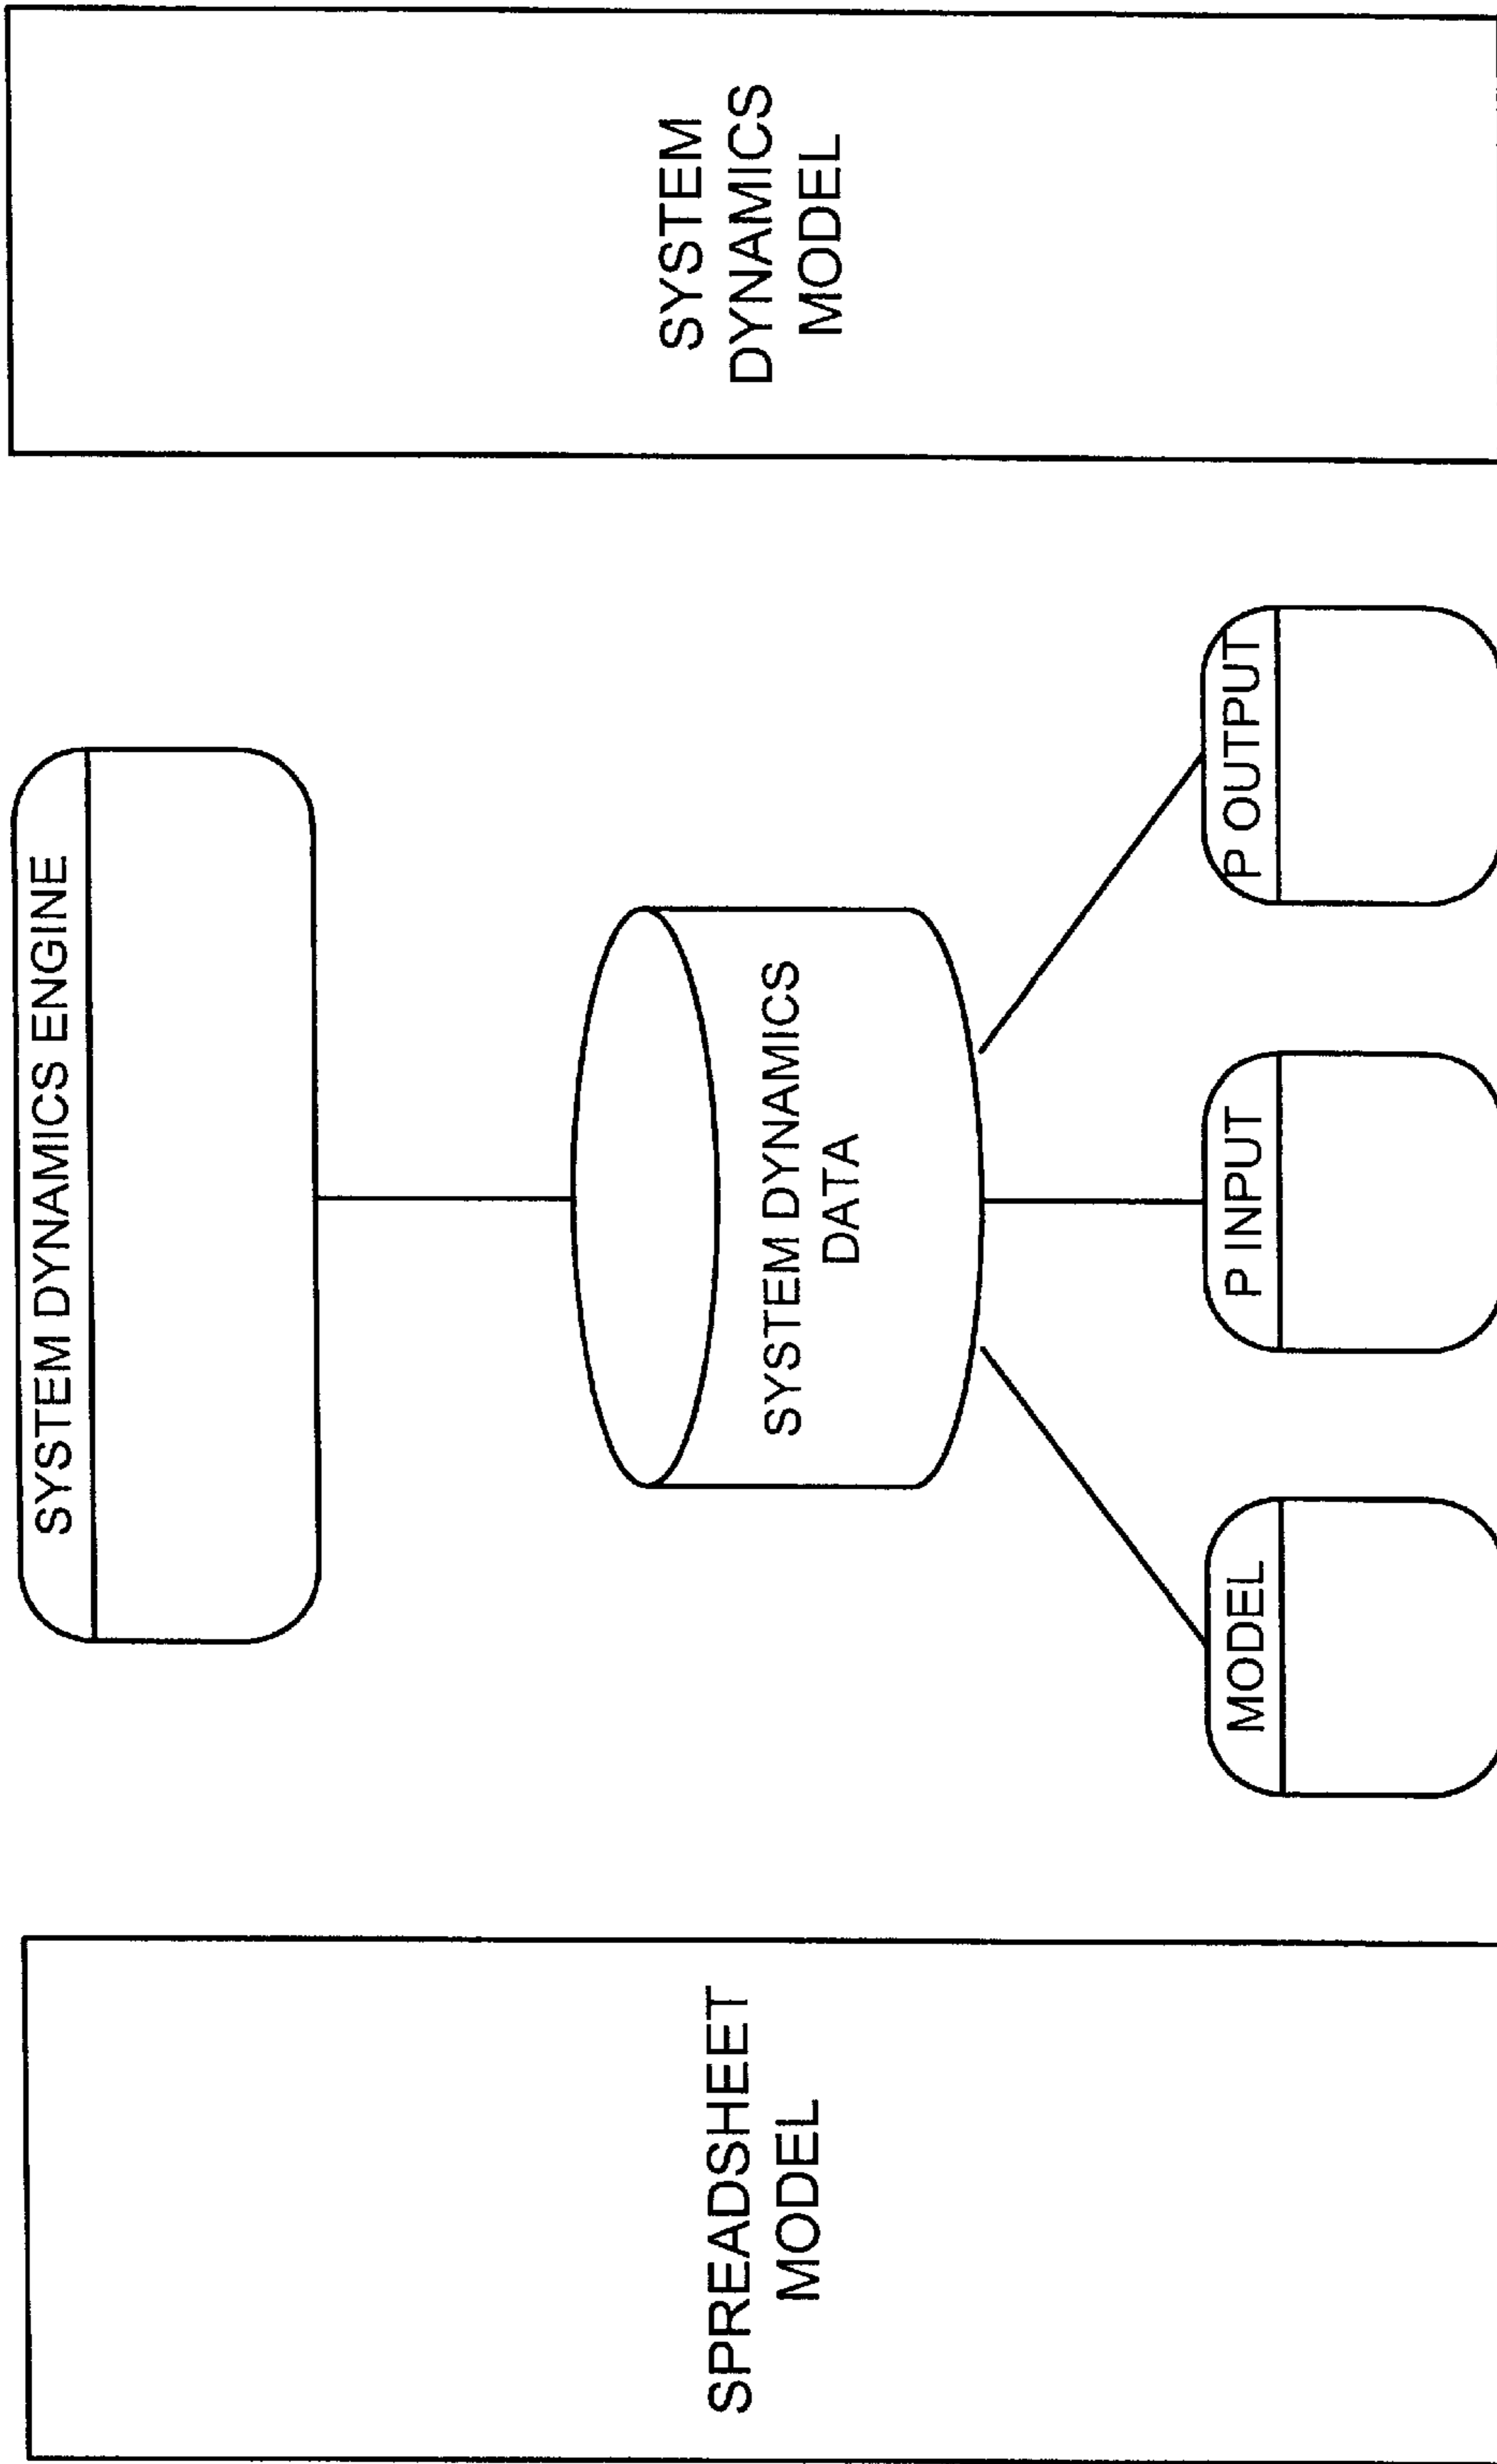 SYSTEM DYNAMICS ENGINE
SPREADSHEET
MODEL
SYSTEM DYNAMICS
DATA
SYSTEM
DYNAMICS
MODEL
MODEL
P INPUT
P OUTPUT